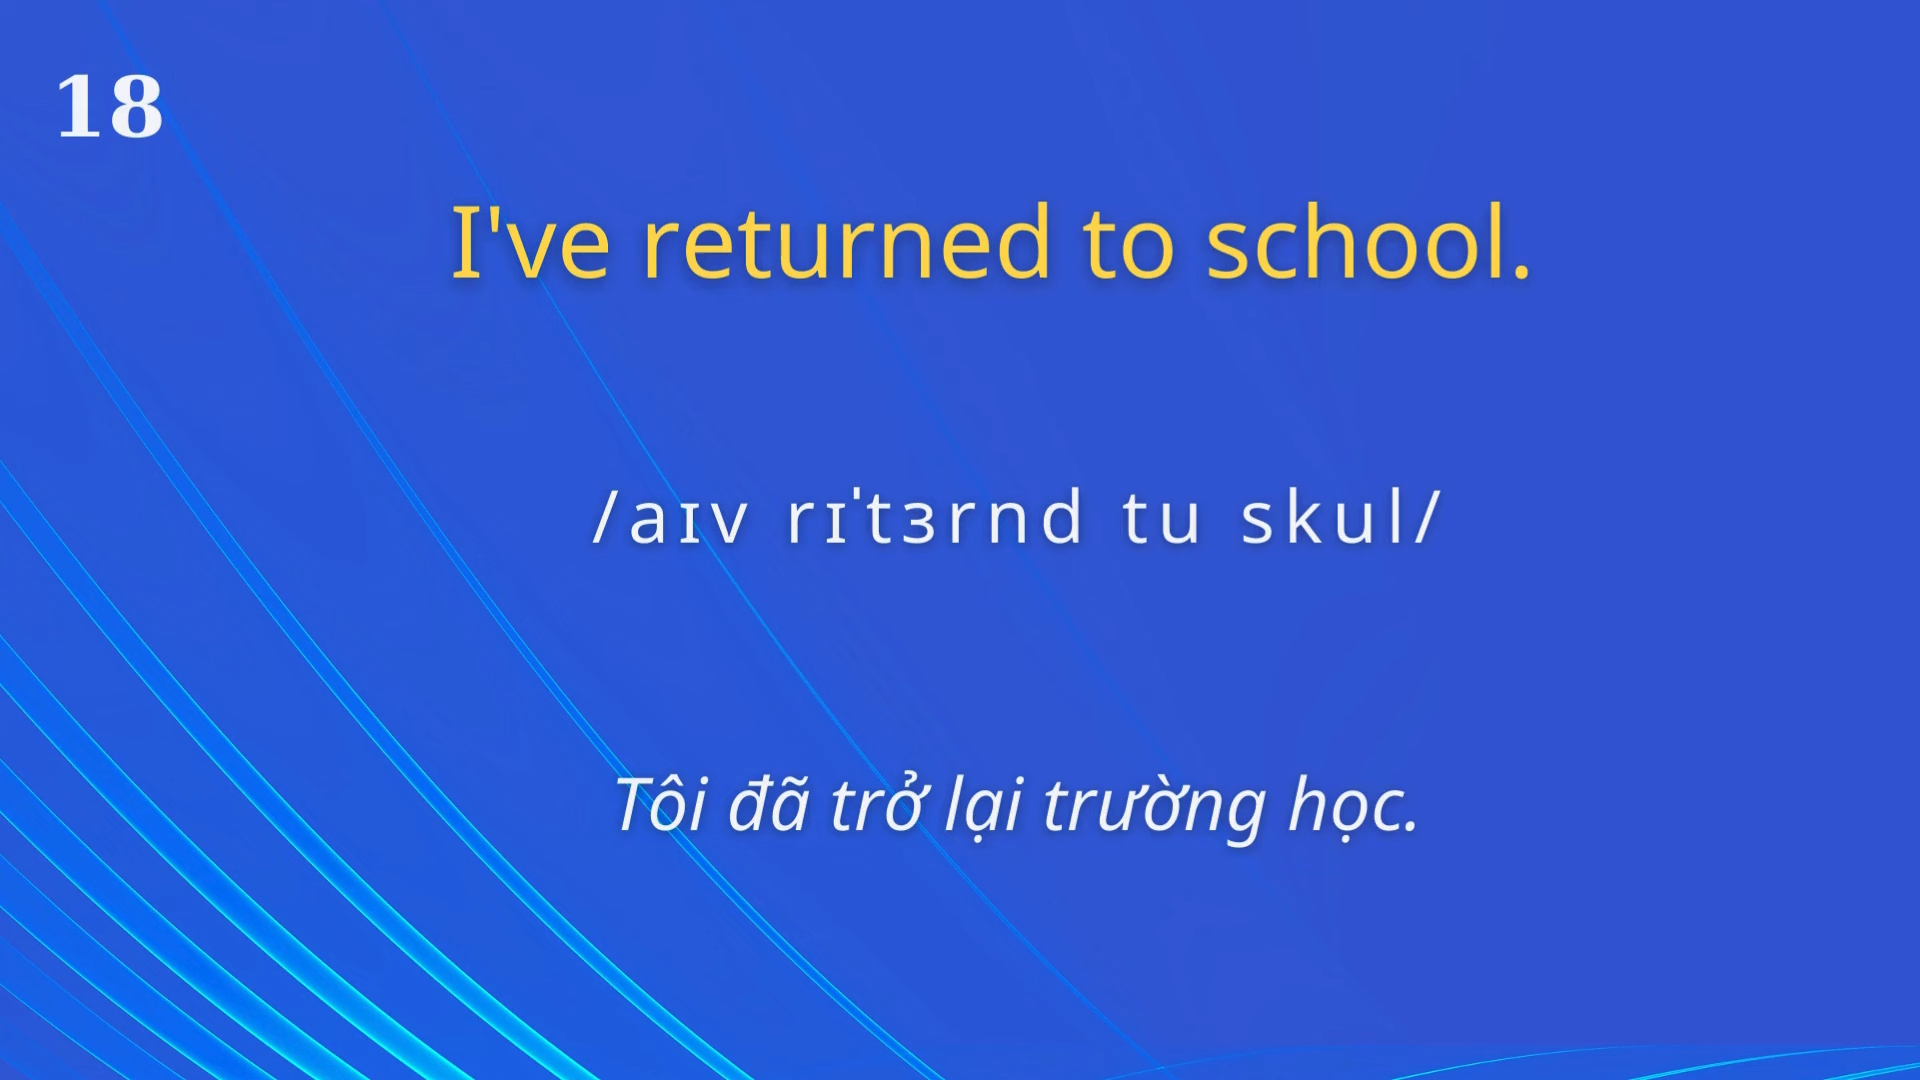 18
I've returned to school.
/aɪv rɪˈtɜrnd tu skul/
Tôi đã trở lại trường học.